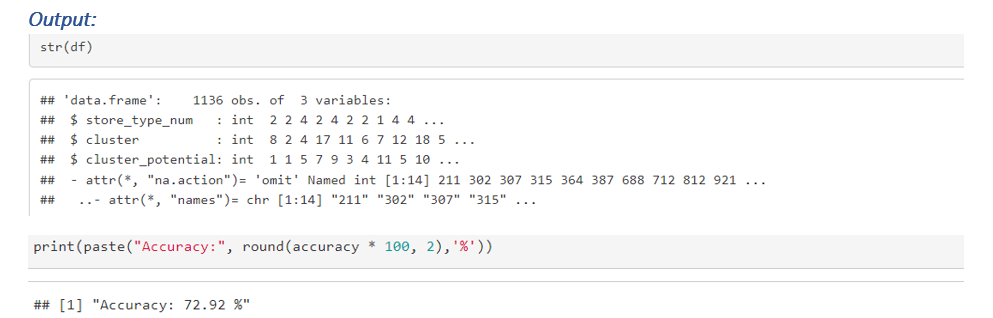 Output:
str(df)
## 'data.frame':    1136 obs. of  3 variables:
##  $ store_type_num   : int  2 2 4 2 4 2 2 1 4 4 ...
##  $ cluster          : int  8 2 4 17 11 6 7 12 18 5 ...
##  $ cluster_potential: int  1 1 5 7 9 3 4 11 5 10 ...
##  - attr(*, "na.action")= 'omit' Named int [1:14] 211 302 307 315 364 387 688 712 812 921 ...
##   ..- attr(*, "names")= chr [1:14] "211" "302" "307" "315" ...
print(paste("Accuracy:", round(accuracy * 100, 2),'%'))
## [1] "Accuracy: 72.92 %"